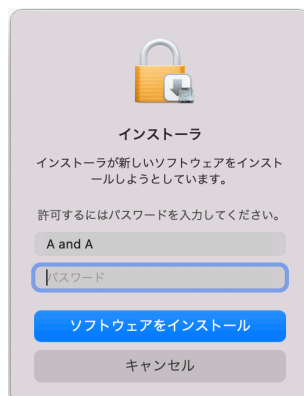 インストーラ
インストーラが新しいソフトウェアをインスト
ールしようとしています。
許可するにはパスワードを入力してください。
A and A
パスワード
ソフトウェアをインストール
キャンセル